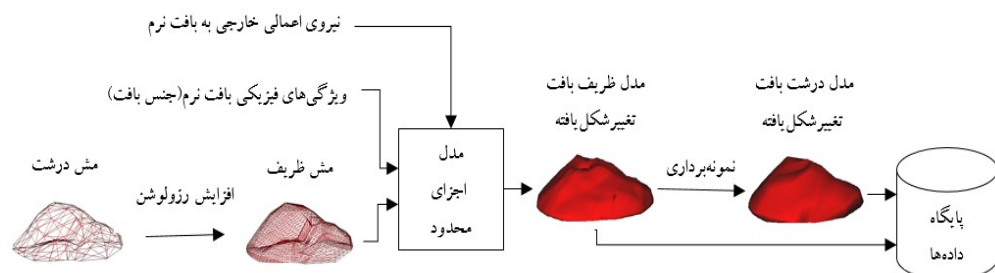 نیروی اعمالی خارجی به بافت نرم
ویژگی‌های فیزیکی بافت نرم(جنس بافت)
مش درشت
افزایش رزولوشن
مش ظریف
مدل
اجزای
محدود
مدل ظریف بافت
تغییرشکل‌یافته
نمونه‌برداری
مدل درشت بافت
تغییرشکل‌یافته
پایگاه
داده‌ها